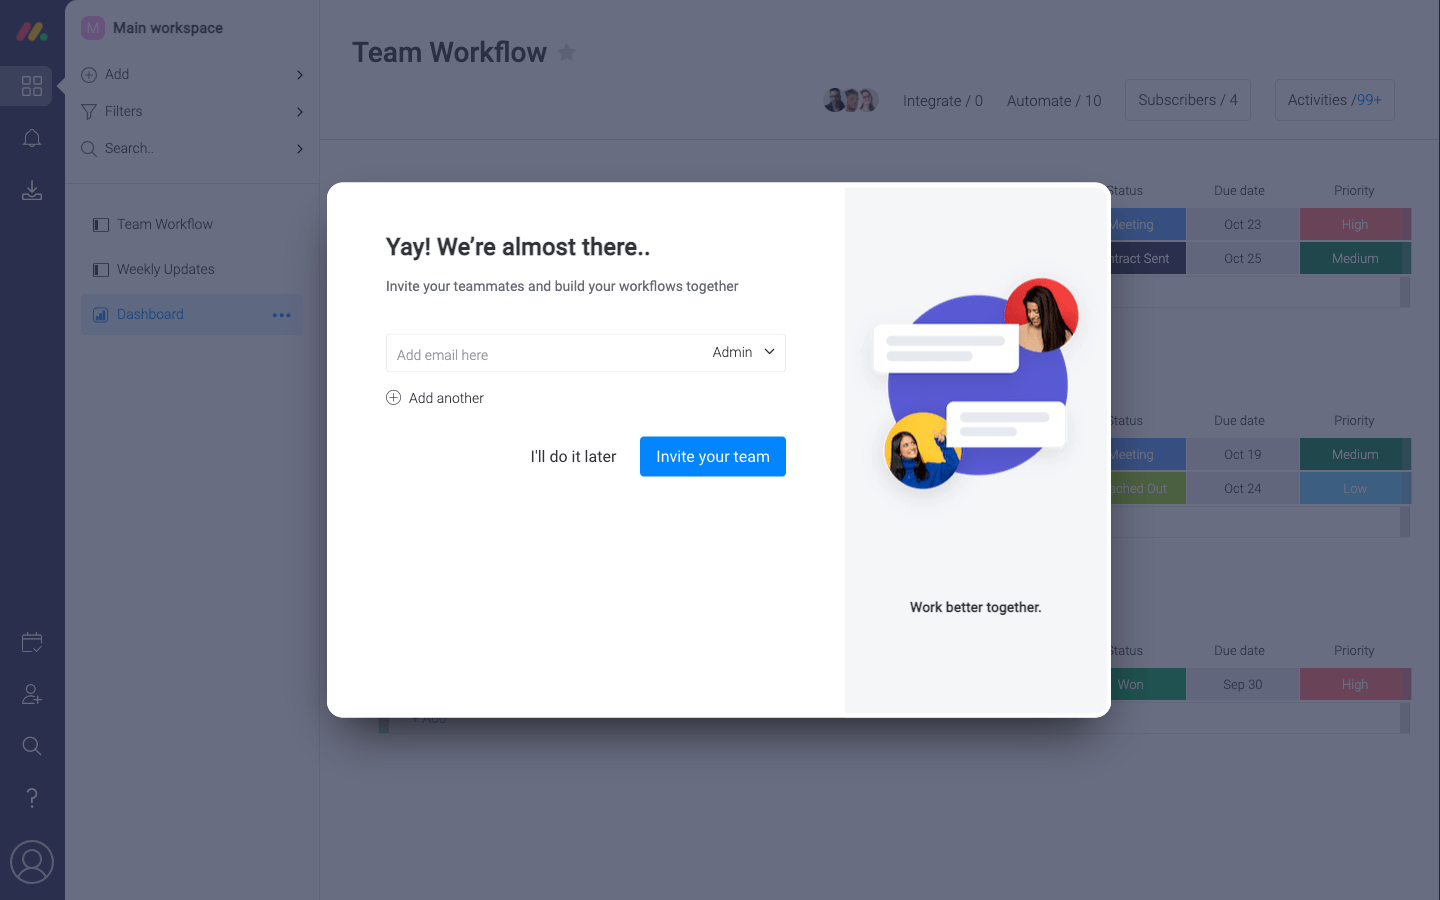 M Main workspace
Add
Filters
Search..
Team Workflow
Weekly Updates
Dashboard
Team Workflow
Integrate / 0
Automate / 10
Subscribers / 4
Activities /99+
Yay! We’re almost there..
Invite your teammates and build your workflows together
Add email here
Admin
Add another
I'll do it later
Invite your team
Work better together.
Status Due date Priority
Meeting Oct 23 High
Sent Oct 25 Medium
Status Due date Priority
Meeting Oct 19 Medium
Out Oct 24 Low
Status Due date Priority
Won Sep 30 High
+ Add